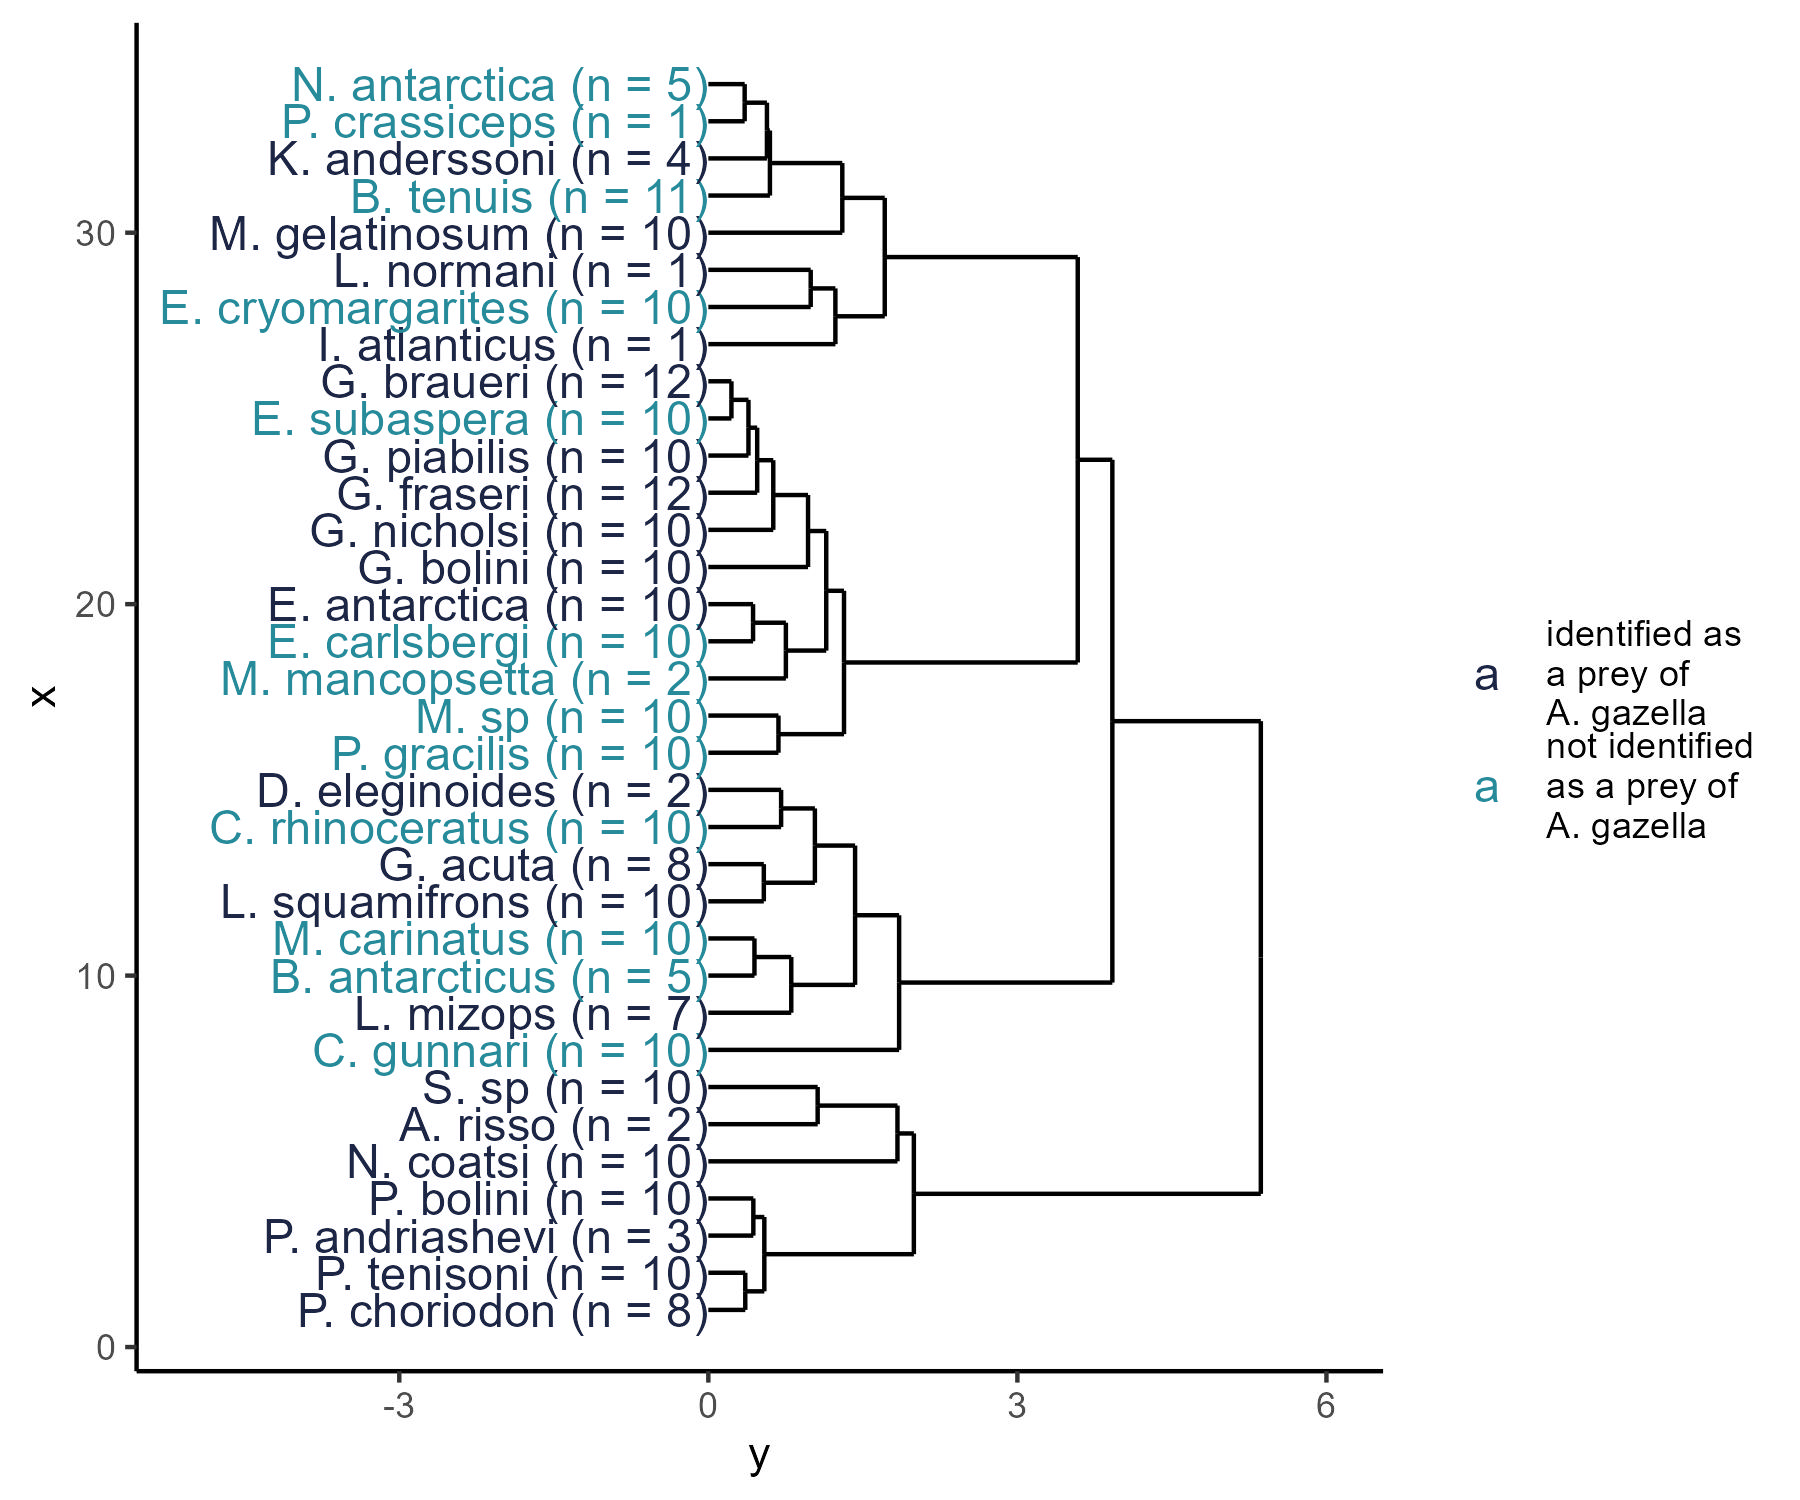 N. antarctica (n = 5)
P. crassiceps (n = 1)
K. anderssoni (n = 4)
B. tenuis (n = 11)
30
M. gelatinosum (n = 10)
L. normani (n = 1)
E. cryomargarites (n = 10)
I. atlanticus (n = 1)
G. braueri (n = 12)
E. subaspera (n = 10)
G. piabilis (n = 10)
G. fraseri (n = 12)
G. nicholsi (n = 10)
G. bolini (n = 10)
20
E. antarctica (n = 10)
E. carlsbergi (n = 10)
M. mancopsetta (n = 2)
x
M. sp (n = 10)
P. gracilis (n = 10)
D. eleginoides (n = 2)
C. rhinoceratus (n = 10)
G. acuta (n = 8)
L. squamifrons (n = 10)
M. carinatus (n = 10)
10
B. antarcticus (n = 5)
L. mizops (n = 7)
C. gunnari (n = 10)
S. sp (n = 10)
A. risso (n = 2)
N. coatsi (n = 10)
P. bolini (n = 10)
P. andriashevi (n = 3)
P. tenisoni (n = 10)
P. choriodon (n = 8)
0
-3 0 3 6
y
identified as
a a prey of
A. gazella
not identified
a as a prey of
A. gazella